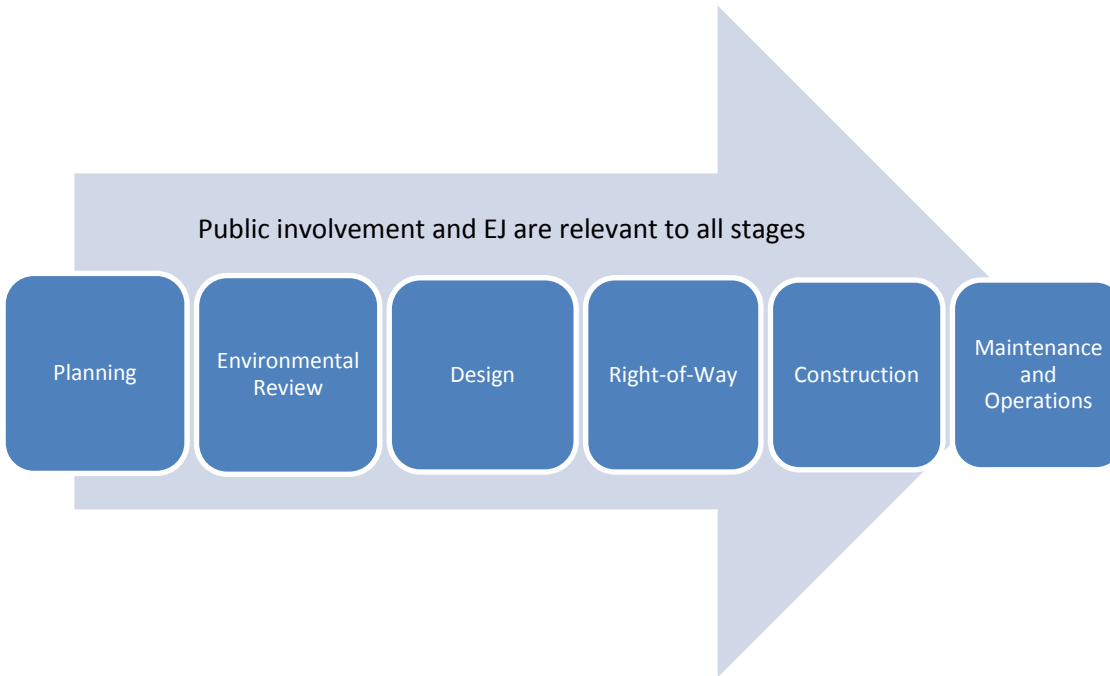 Public involvement and EJ are relevant to all stages
Planning
Environmental
Review
Design
Right-of-Way
Construction
Maintenance
and
Operations